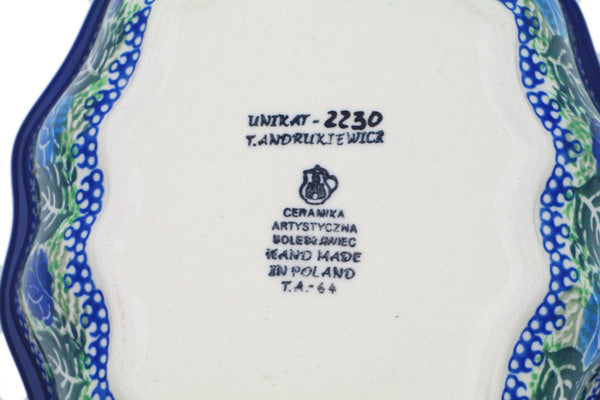 UNIKAT - 2230
T.ANDRUKIEWICZ
CERAMIKA
ARTYSTYCZNA
BOLESŁAWIEC
HAND MADE
IN POLAND
T.A.-64